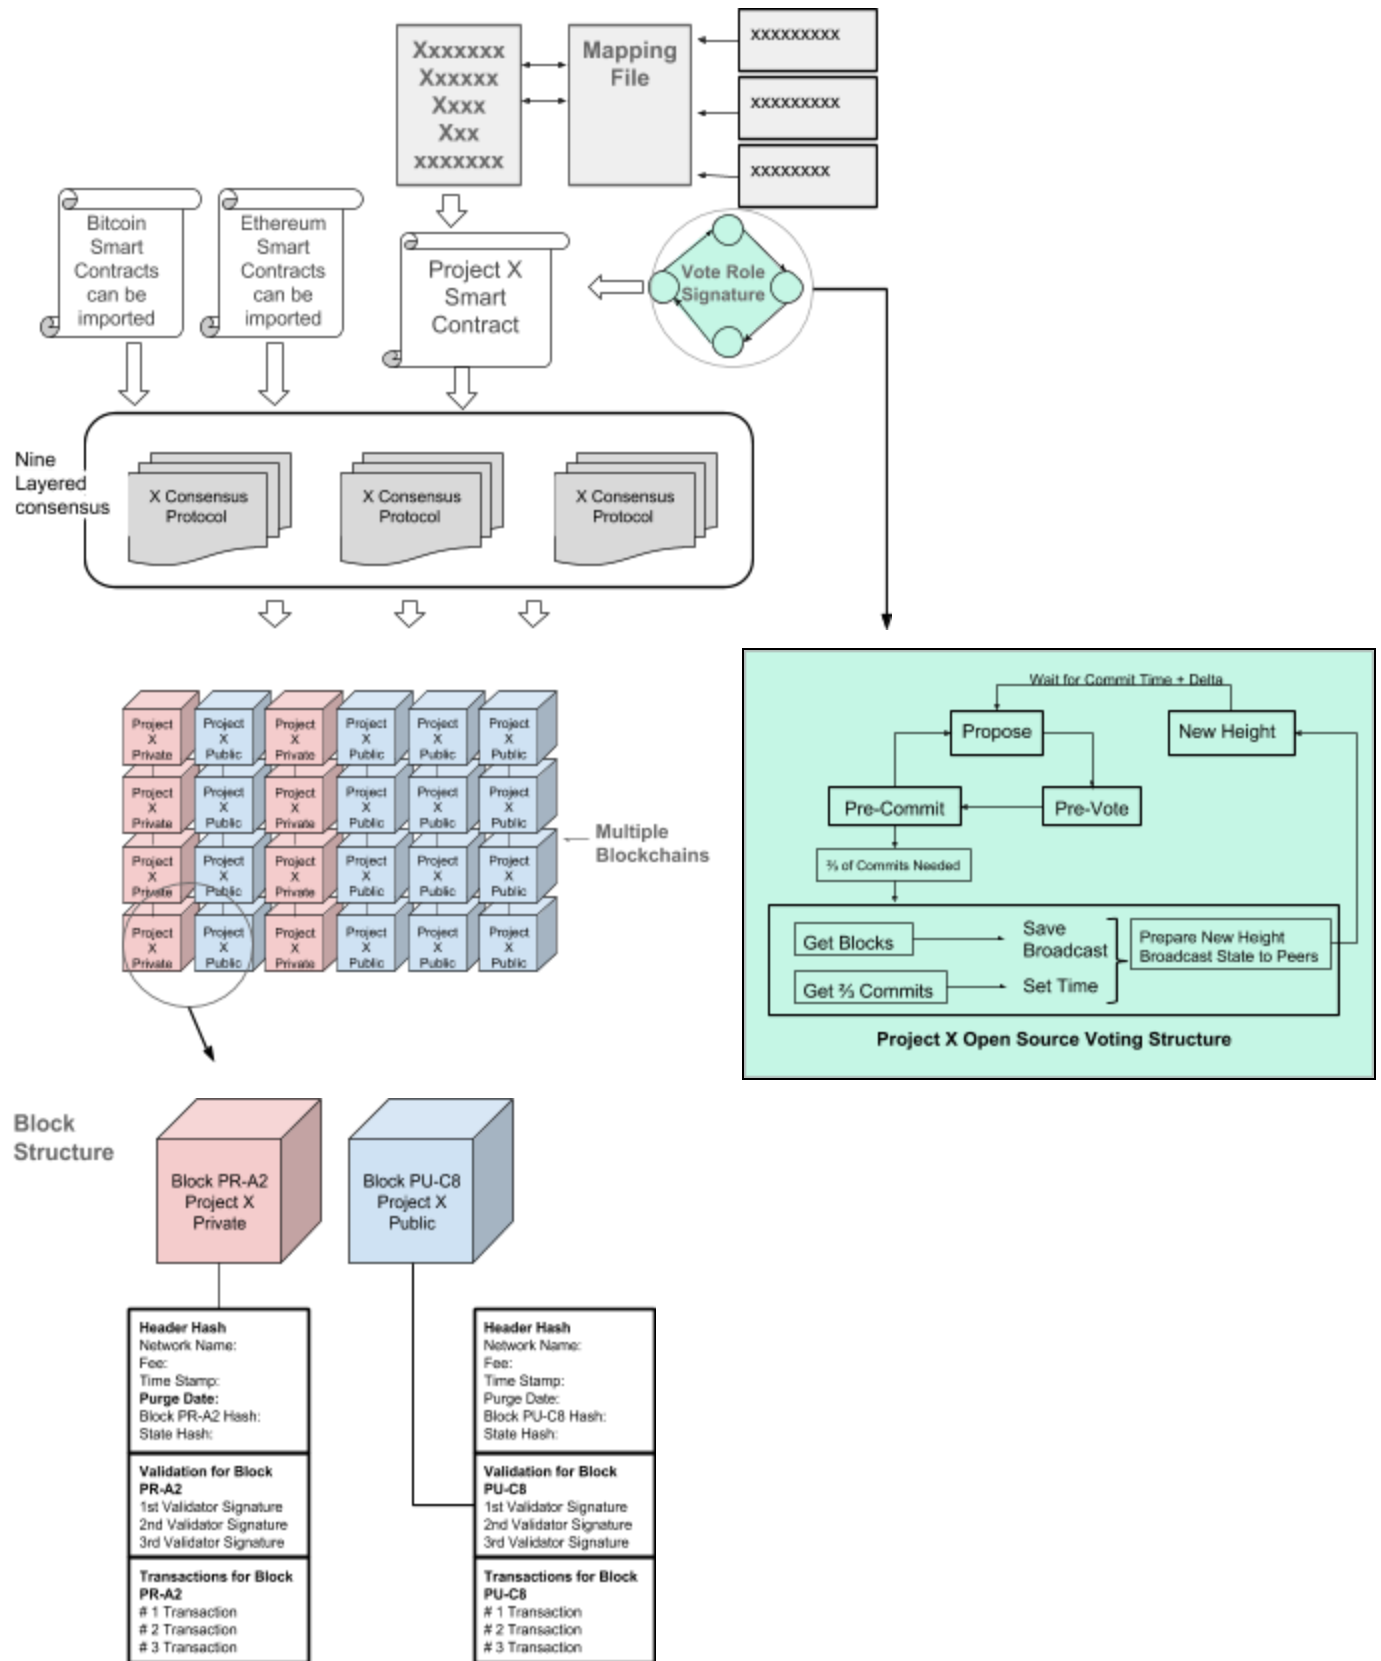 Xxxxxxx
Xxxxxx
Xxxx
Xxx
xxxxxxx
Mapping
File
xxxxxxxxx
xxxxxxxxx
xxxxxxxx
Bitcoin
Smart
Contracts
can be
imported
Ethereum
Smart
Contracts
can be
imported
Project X
Smart
Contract
Vote Role
Signature
Nine
Layered
consensus
X Consensus
Protocol
X Consensus
Protocol
X Consensus
Protocol
Project
X
Private
Project
X
Public
Project
X
Private
Project
X
Public
Project
X
Public
Project
X
Public
Project
X
Private
Project
X
Public
Project
X
Private
Project
X
Public
Project
X
Public
Project
X
Public
Project
X
Private
Project
X
Public
Project
X
Private
Project
X
Public
Project
X
Public
Project
X
Public
Project
X
Private
Project
X
Public
Project
X
Private
Project
X
Public
Project
X
Public
Project
X
Public
Multiple
Blockchains
Wait for Commit Time + Delta
Propose
New Height
Pre-Commit
Pre-Vote
⅔ of Commits Needed
Get Blocks
Save
Broadcast
Get ⅔ Commits
Set Time
Prepare New Height
Broadcast State to Peers
Project X Open Source Voting Structure
Block
Structure
Block PR-A2
Project X
Private
Block PU-C8
Project X
Public
Header Hash
Network Name:
Fee:
Time Stamp:
Purge Date:
Block PR-A2 Hash:
State Hash:
Validation for Block
PR-A2
1st Validator Signature
2nd Validator Signature
3rd Validator Signature
Transactions for Block
PR-A2
# 1 Transaction
# 2 Transaction
# 3 Transaction
Header Hash
Network Name:
Fee:
Time Stamp:
Purge Date:
Block PU-C8 Hash:
State Hash:
Validation for Block
PU-C8
1st Validator Signature
2nd Validator Signature
3rd Validator Signature
Transactions for Block
PU-C8
# 1 Transaction
# 2 Transaction
# 3 Transaction